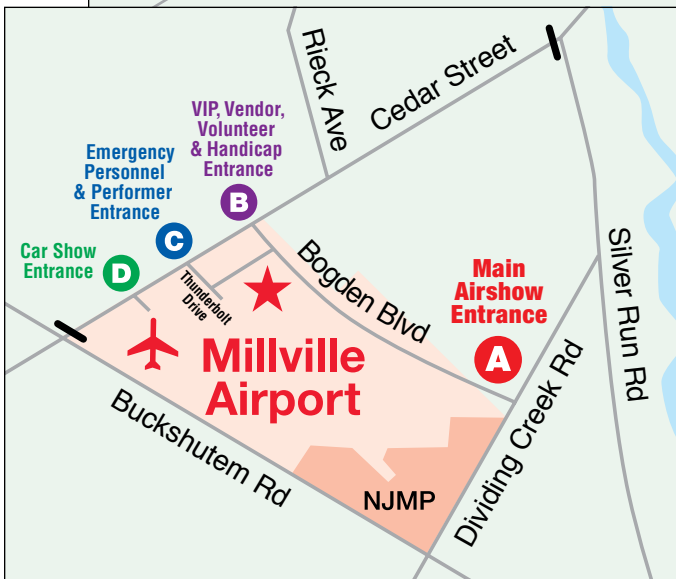 Rieck Ave
Cedar Street
VIP, Vendor,
Volunteer
& Handicap
Entrance
B
Emergency
Personnel
& Performer
Entrance
C
Car Show
Entrance
D
Thunderbolt
Drive
Bogden Blvd
Main
Airshow
Entrance
A
Silver Run Rd
Millville
Airport
Buckshutem Rd
NJMP
Dividing Creek Rd